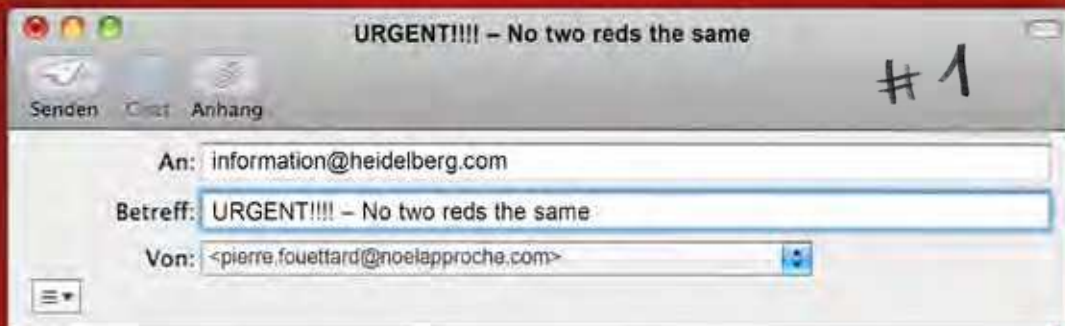 URGENT!!!! – No two reds the same
#1
Senden Chat Anhang
An: information@heidelberg.com
Betreff: URGENT!!!! – No two reds the same
Von: <pierre.fouettard@noelapproche.com>